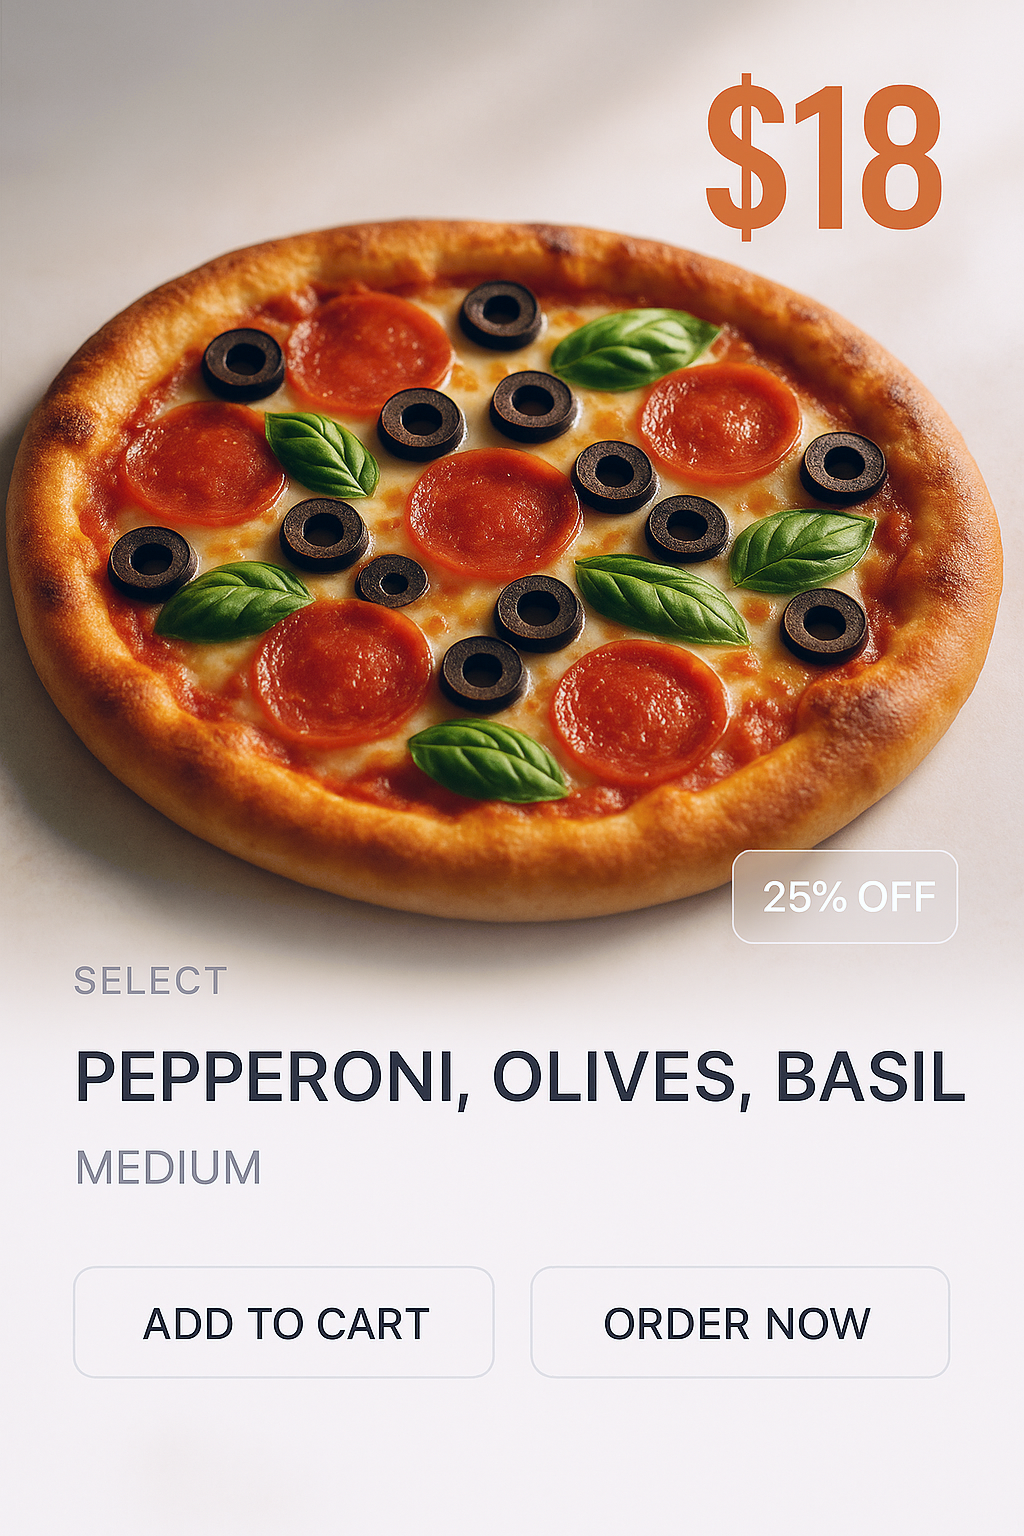 $18
25% OFF
SELECT
PEPPERONI, OLIVES, BASIL
MEDIUM
ADD TO CART
ORDER NOW